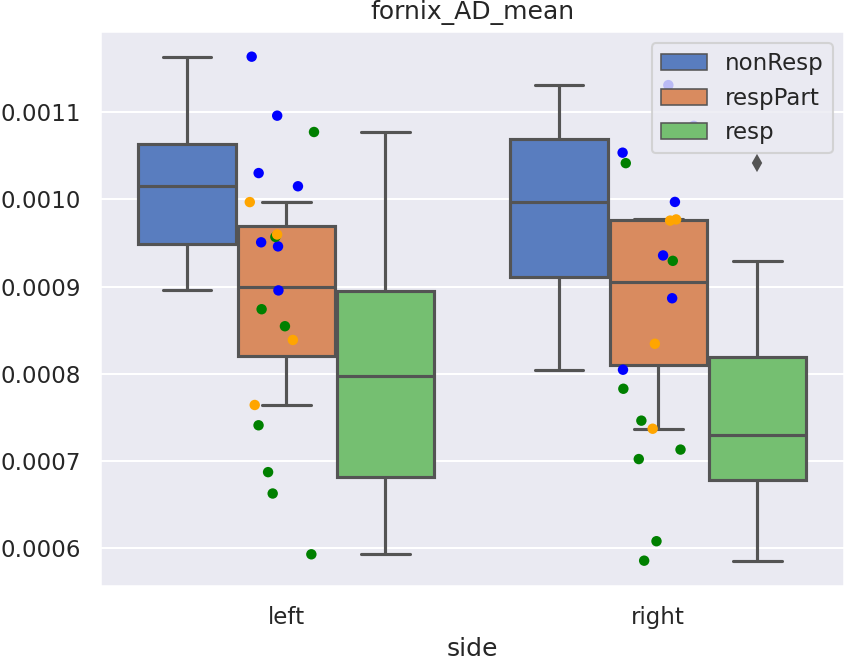 fornix_AD_mean
nonResp
respPart
resp
0.0011
0.0010
0.0009
0.0008
0.0007
0.0006
left
right
side